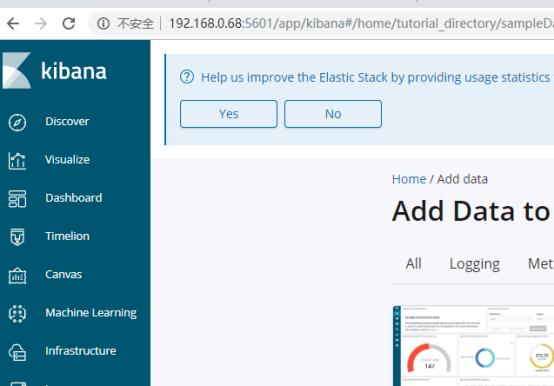 不安全 | 192.168.0.68:5601/app/kibana#/home/tutorial_directory/sampleDa
kibana
Help us improve the Elastic Stack by providing usage statistics
Yes No
Discover
Visualize
Dashboard
Timelion
Canvas
Machine Learning
Infrastructure
Home / Add data
Add Data to
All Logging Met
147